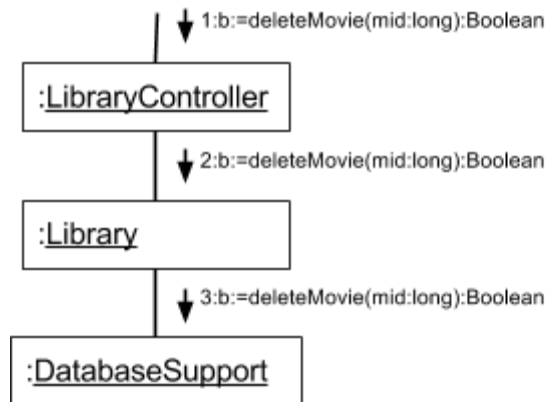 1:b:=deleteMovie(mid:long):Boolean
:LibraryController
2:b:=deleteMovie(mid:long):Boolean
:Library
3:b:=deleteMovie(mid:long):Boolean
:DatabaseSupport